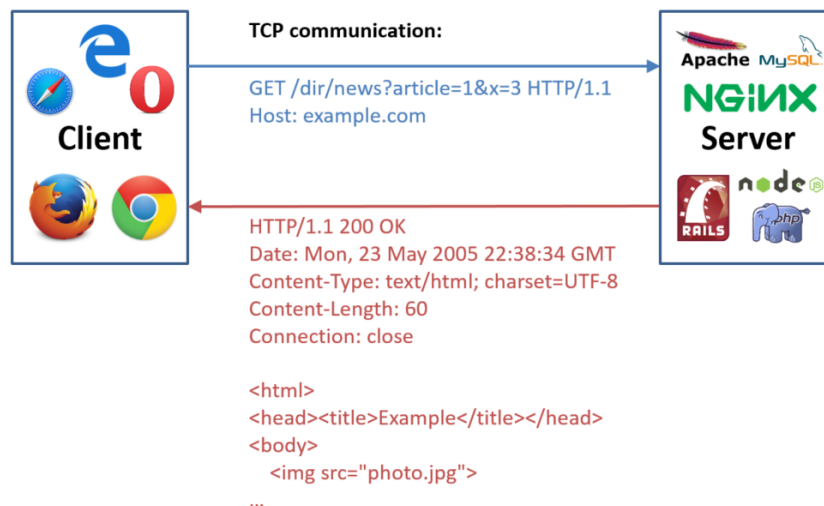 TCP communication:
GET /dir/news?article=1&x=3 HTTP/1.1
Host: example.com
Client
Apache MySQL
NGINX
Server
RAILS
node JS
php
HTTP/1.1 200 OK
Date: Mon, 23 May 2005 22:38:34 GMT
Content-Type: text/html; charset=UTF-8
Content-Length: 60
Connection: close
<html>
<head><title>Example</title></head>
<body>
<img src="photo.jpg">
...